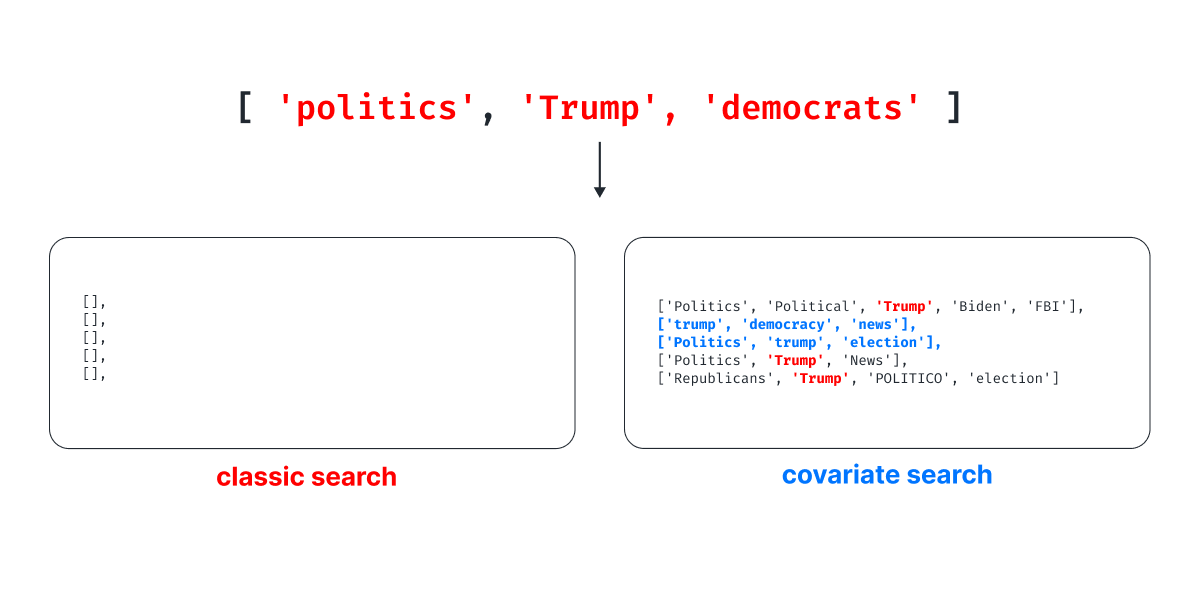 [ 'politics', 'Trump', 'democrats' ]
[],
[],
[],
[],
[],
classic search
['Politics', 'Political', 'Trump', 'Biden', 'FBI'],
['trump', 'democracy', 'news'],
['Politics', 'trump', 'election'],
['Politics', 'Trump', 'News'],
['Republicans', 'Trump', 'POLITICO', 'election']
covariate search